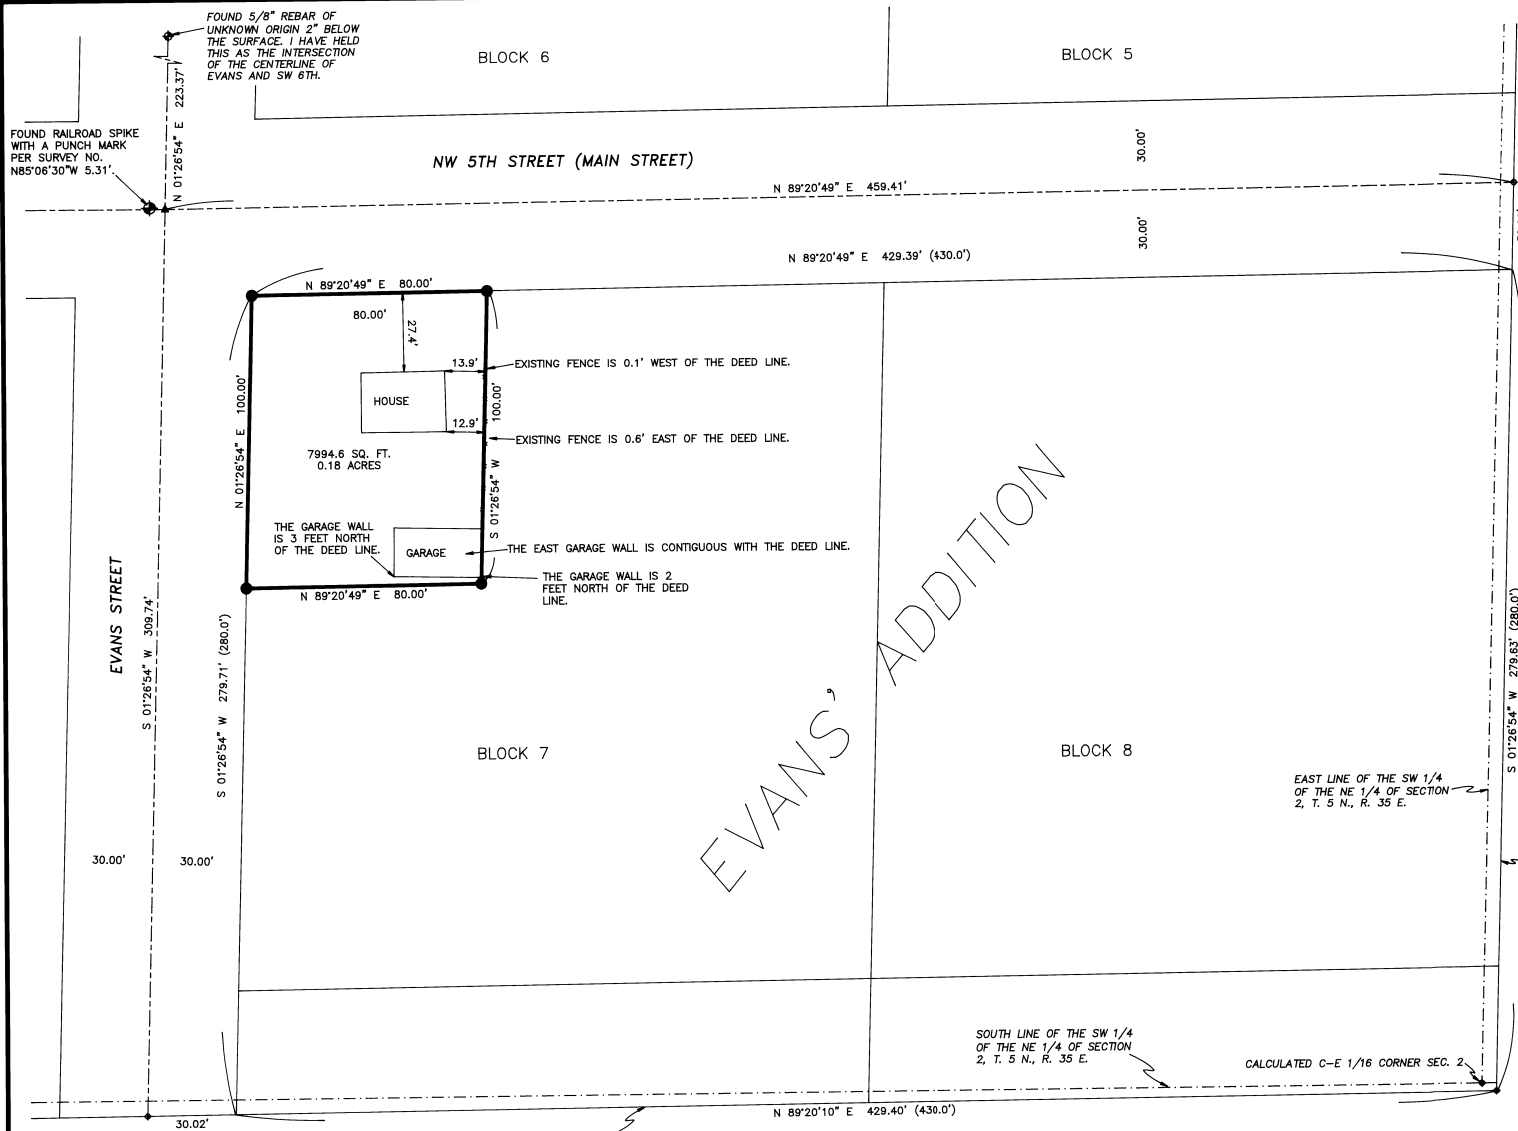 FOUND 5/8" REBAR OF
UNKNOWN ORIGIN 2" BELOW
THE SURFACE. I HAVE HELD
THIS AS THE INTERSECTION
OF THE CENTERLINE OF
EVANS AND SW 6TH.
BLOCK 6
BLOCK 5
N 01°26'54" E 223.37'
FOUND RAILROAD SPIKE
WITH A PUNCH MARK
PER SURVEY NO.
N85°06'30"W 5.31'.
NW 5TH STREET (MAIN STREET)
30.00'
N 89°20'49" E 459.41'
30.00'
N 89°20'49" E 429.39' (430.0')
N 89°20'49" E 80.00'
80.00'
27.4'
13.9'
EXISTING FENCE IS 0.1' WEST OF THE DEED LINE.
HOUSE
100.00'
N 01°26'54" E 100.00'
12.9'
EXISTING FENCE IS 0.6' EAST OF THE DEED LINE.
7994.6 SQ. FT.
0.18 ACRES
S 01°26'54" W
THE GARAGE WALL
IS 3 FEET NORTH
OF THE DEED LINE.
GARAGE
THE EAST GARAGE WALL IS CONTIGUOUS WITH THE DEED LINE.
THE GARAGE WALL IS 2
FEET NORTH OF THE DEED
LINE.
N 89°20'49" E 80.00'
EVANS STREET
S 01°26'54" W 309.74'
S 01°26'54" W 279.71' (280.0')
EVANS' ADDITION
S 01°26'54" W 279.63' (280.0')
BLOCK 7
BLOCK 8
EAST LINE OF THE SW 1/4
OF THE NE 1/4 OF SECTION
2, T. 5 N., R. 35 E.
30.00'
30.00'
SOUTH LINE OF THE SW 1/4
OF THE NE 1/4 OF SECTION
2, T. 5 N., R. 35 E.
CALCULATED C-E 1/16 CORNER SEC. 2
N 89°20'10" E 429.40' (430.0')
30.02'